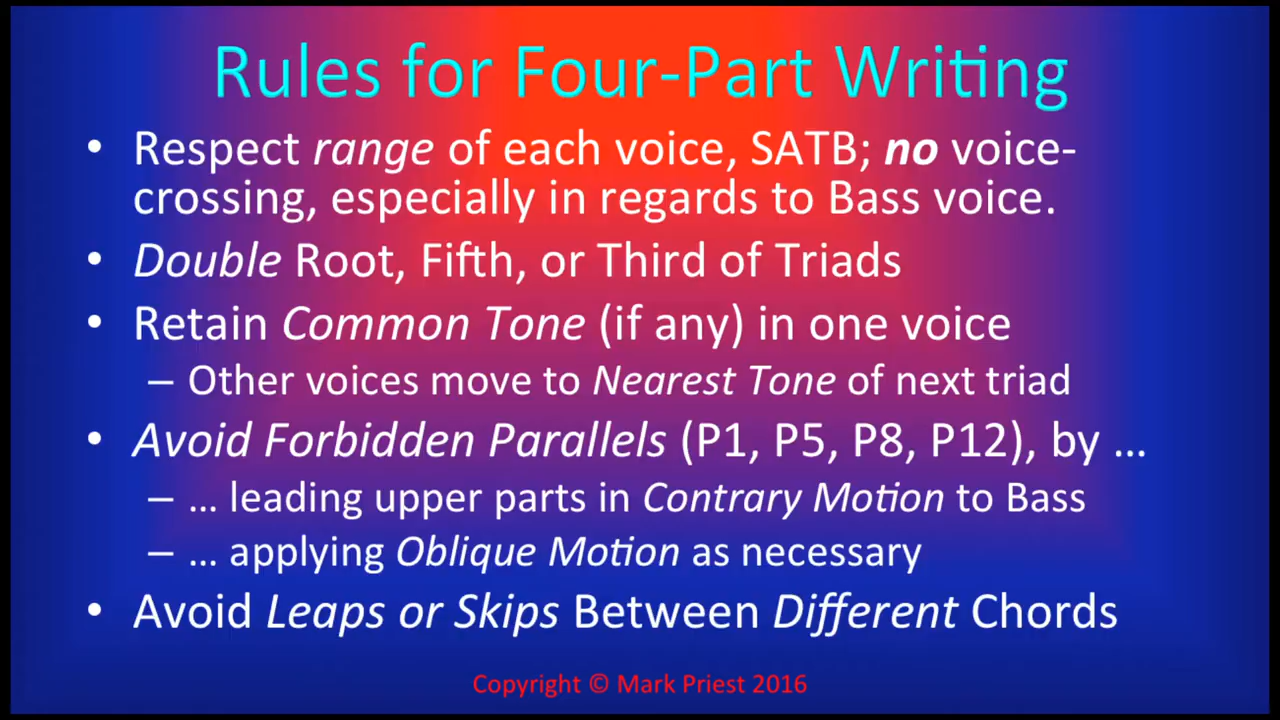 Rules for Four-Part Writing
• Respect range of each voice, SATB; no voice-
crossing, especially in regards to Bass voice.
• Double Root, Fifth, or Third of Triads
• Retain Common Tone (if any) in one voice
– Other voices move to Nearest Tone of next triad
• Avoid Forbidden Parallels (P1, P5, P8, P12), by ...
– ... leading upper parts in Contrary Motion to Bass
– ... applying Oblique Motion as necessary
• Avoid Leaps or Skips Between Different Chords
Copyright © Mark Priest 2016